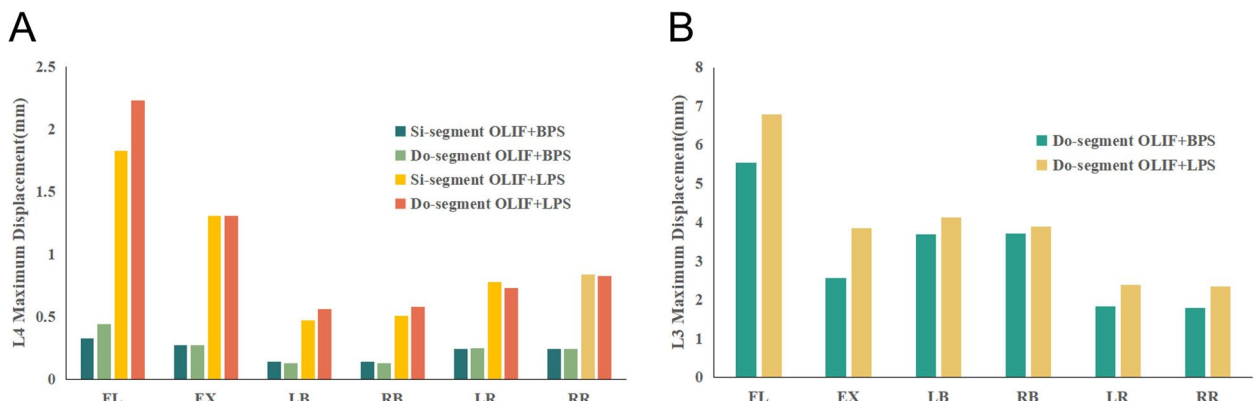 A
L4 Maximum Displacement(mm)
2.5
2
1.5
1
0.5
0
Si-segment OLIF+BPS
Do-segment OLIF+BPS
Si-segment OLIF+LPS
Do-segment OLIF+LPS
FL EX LB RB LR RR
B
L3 Maximum Displacement(mm)
8
7
6
5
4
3
2
1
0
Do-segment OLIF+BPS
Do-segment OLIF+LPS
FL EX LB RB LR RR